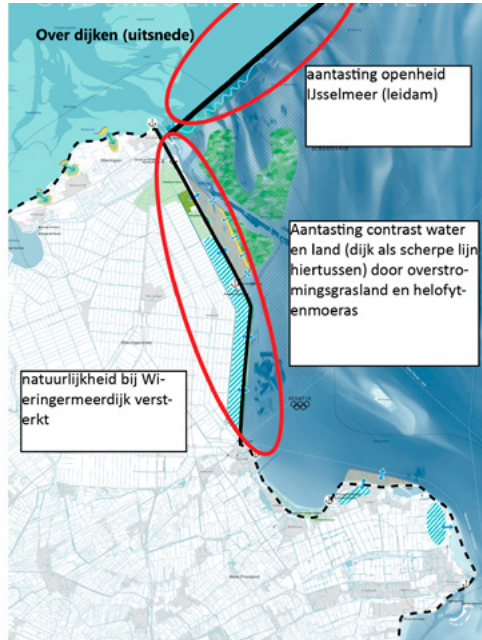 Over dijken (uitsnede)
aantasting openheid
IJsselmeer (leidam)
Aantasting contrast water
en land (dijk als scherpe lijn
hiertussen) door overstro-
mingsgrasland en helofyt-
enmoeras
natuurlijkheid bij Wi-
eringermeerdijk verst-
erkt